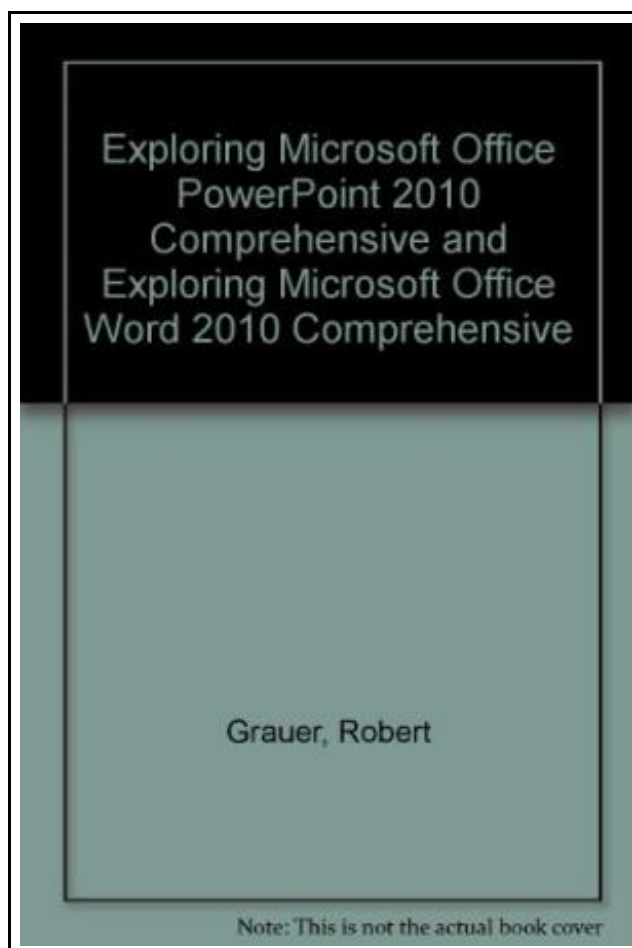 Exploring Microsoft Office
PowerPoint 2010
Comprehensive and
Exploring Microsoft Office
Word 2010 Comprehensive
Grauer, Robert
Note: This is not the actual book cover